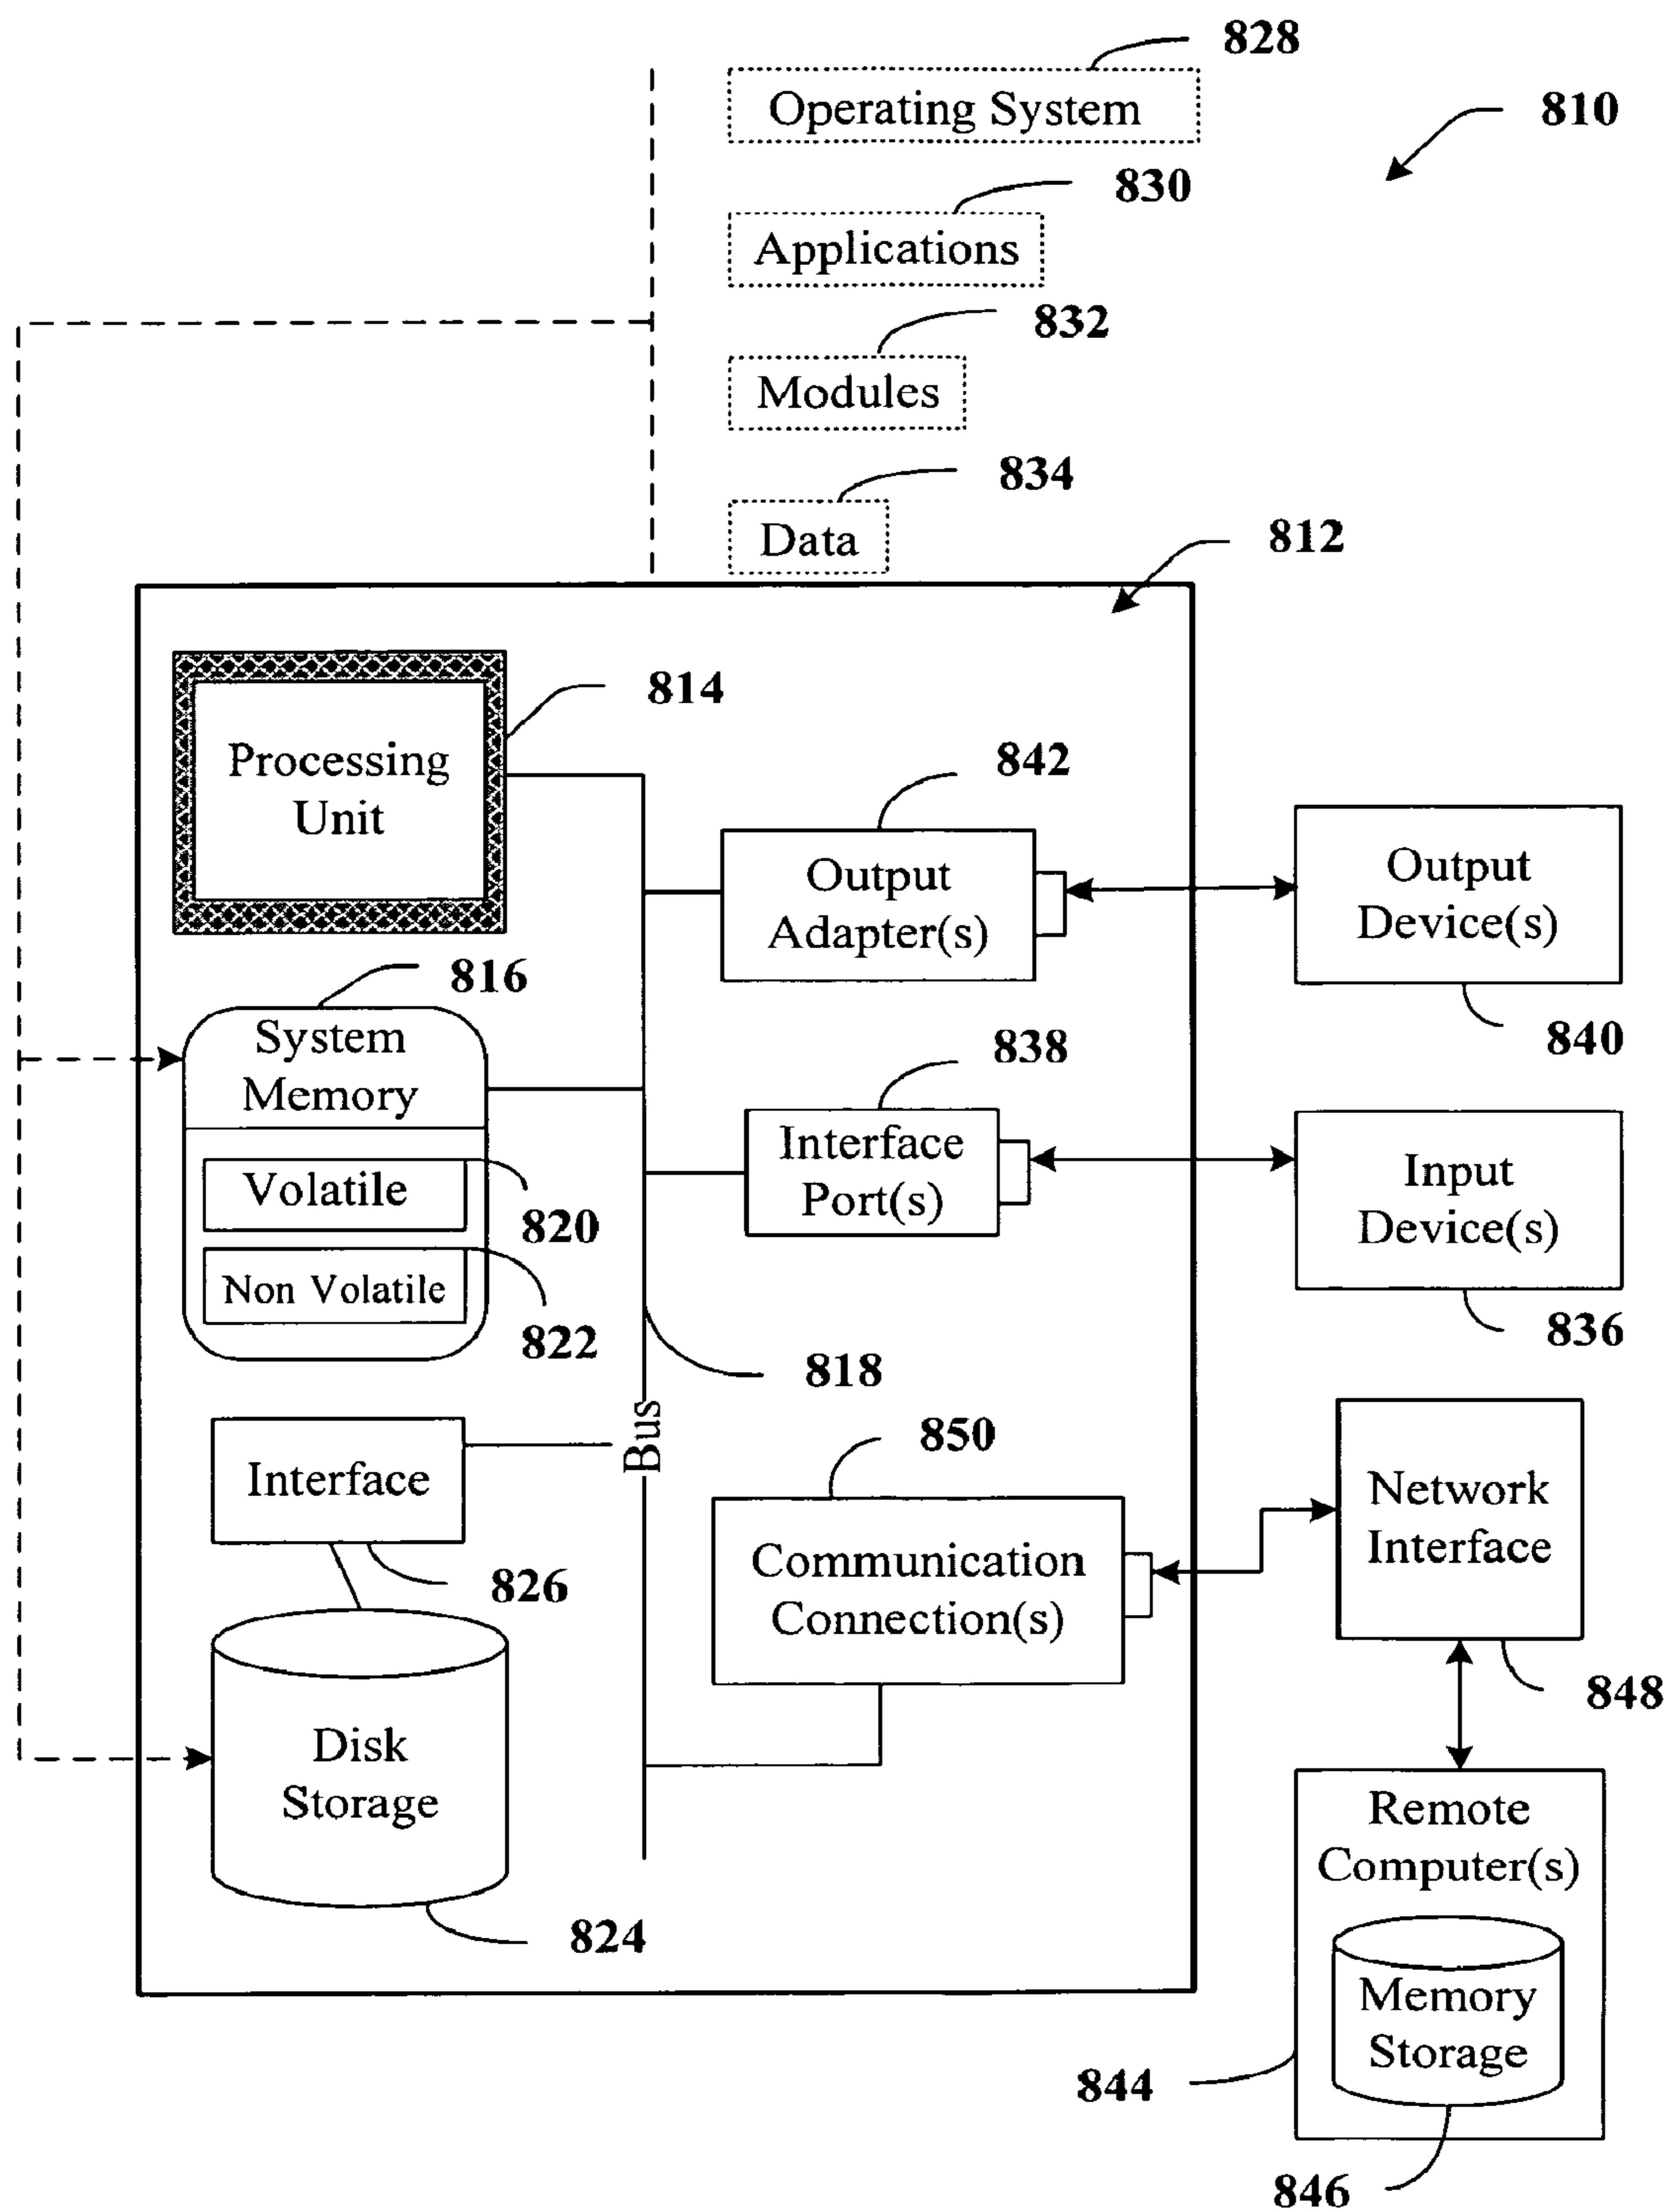 828
Operating System
810
830
Applications
832
Modules
834
Data
812
814
Processing
Unit
842
Output
Adapter(s)
Output
Device(s)
840
816
System
Memory
838
Interface
Port(s)
Input
Device(s)
836
Volatile
820
Non Volatile
822
818
Bus
850
Interface
826
Communication
Connection(s)
Network
Interface
848
Disk
Storage
824
Remote
Computer(s)
Memory
Storage
844
846